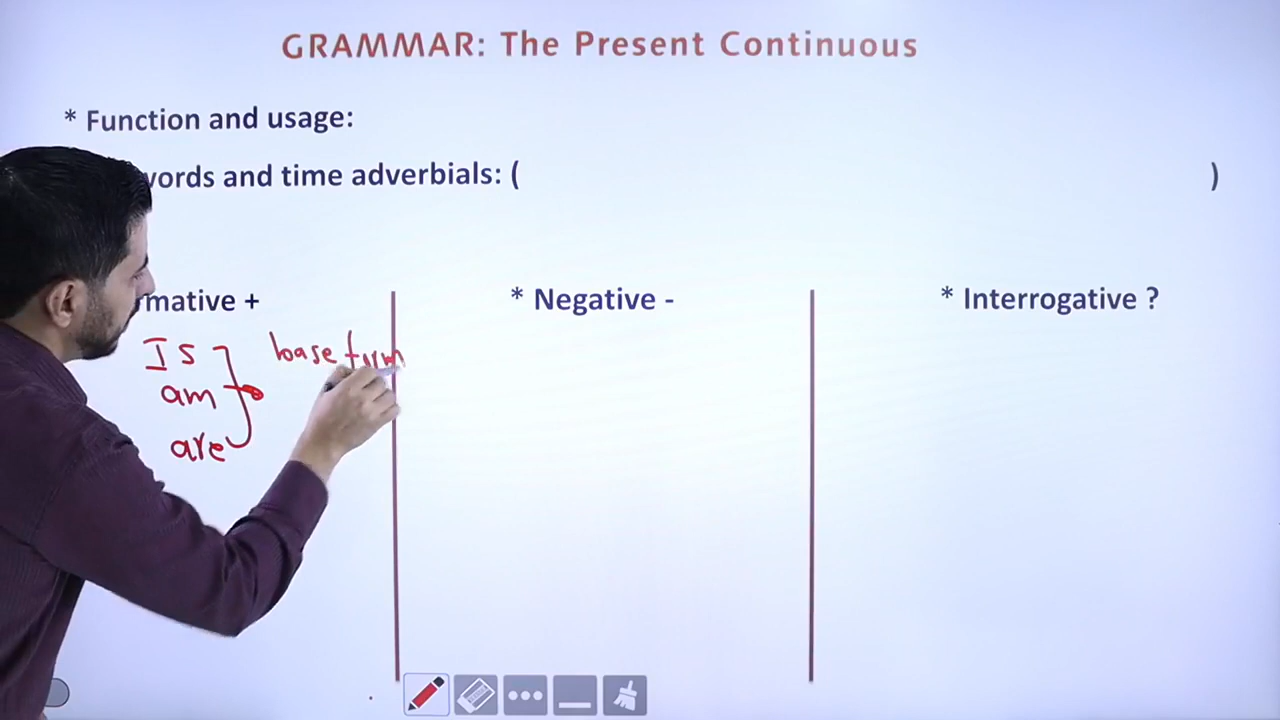 GRAMMAR: The Present Continuous
* Function and usage:
words and time adverbials: ( )
mative +
* Negative -
* Interrogative ?
Is
base form
am
are